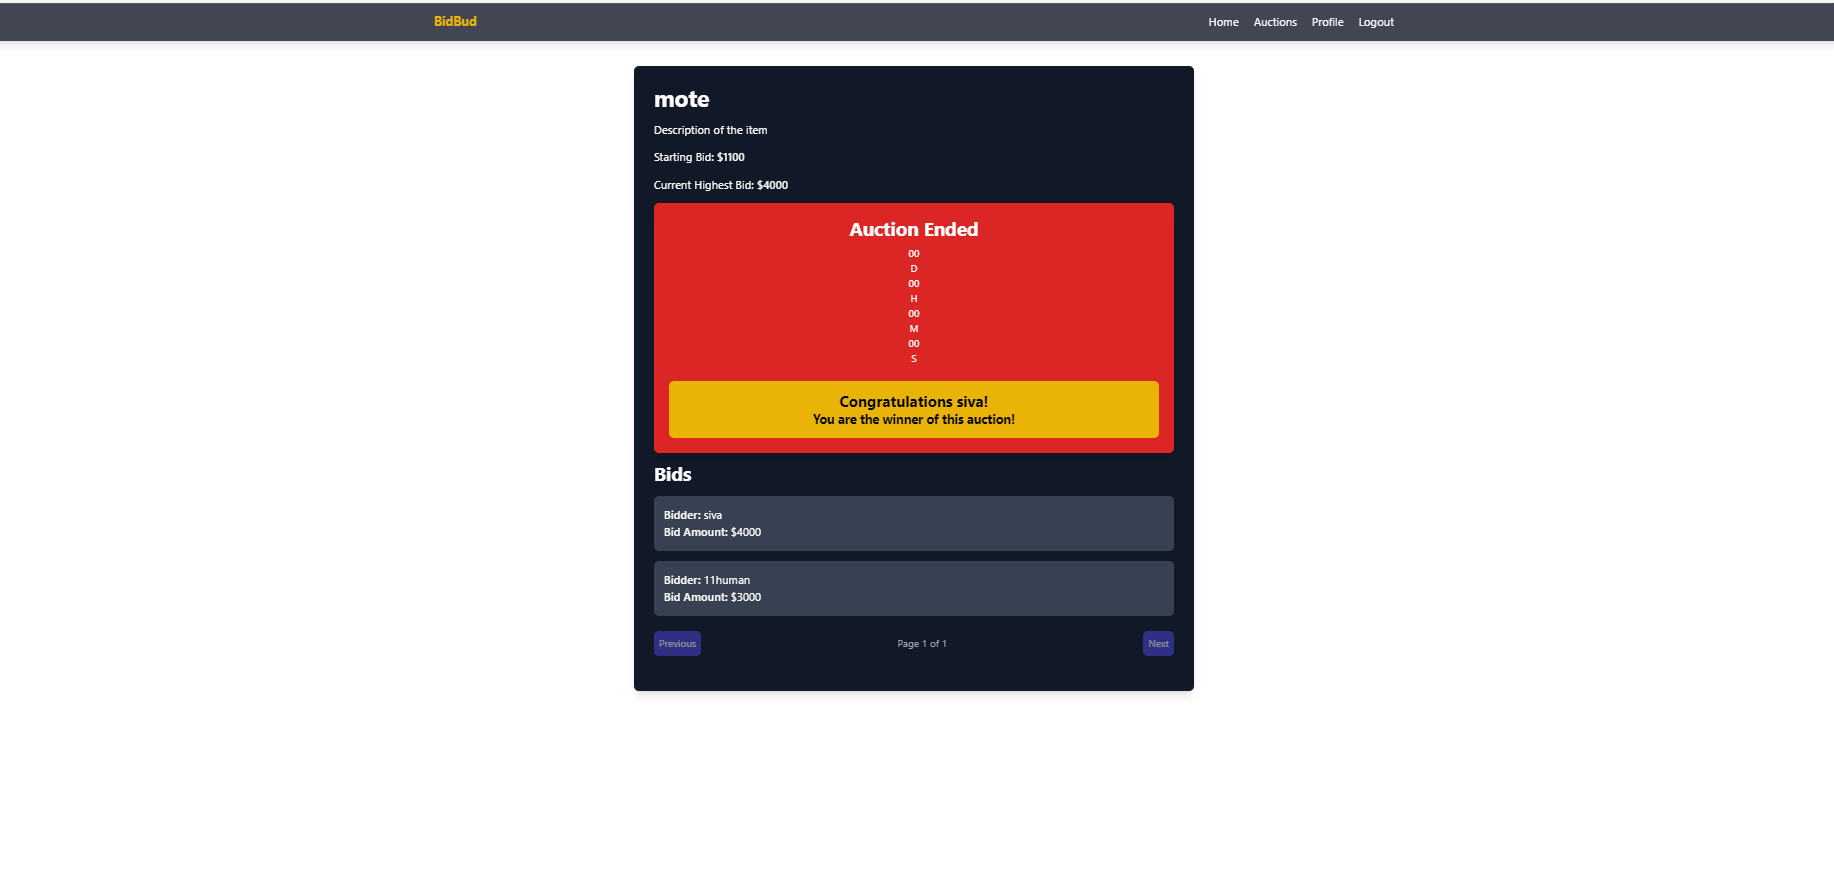 BidBud
Home Auctions Profile Logout
mote
Description of the item
Starting Bid: $1100
Current Highest Bid: $4000
Auction Ended
00
D
00
H
00
M
00
S
Congratulations siva!
You are the winner of this auction!
Bids
Bidder: siva
Bid Amount: $4000
Bidder: 11human
Bid Amount: $3000
Previous Page 1 of 1 Next